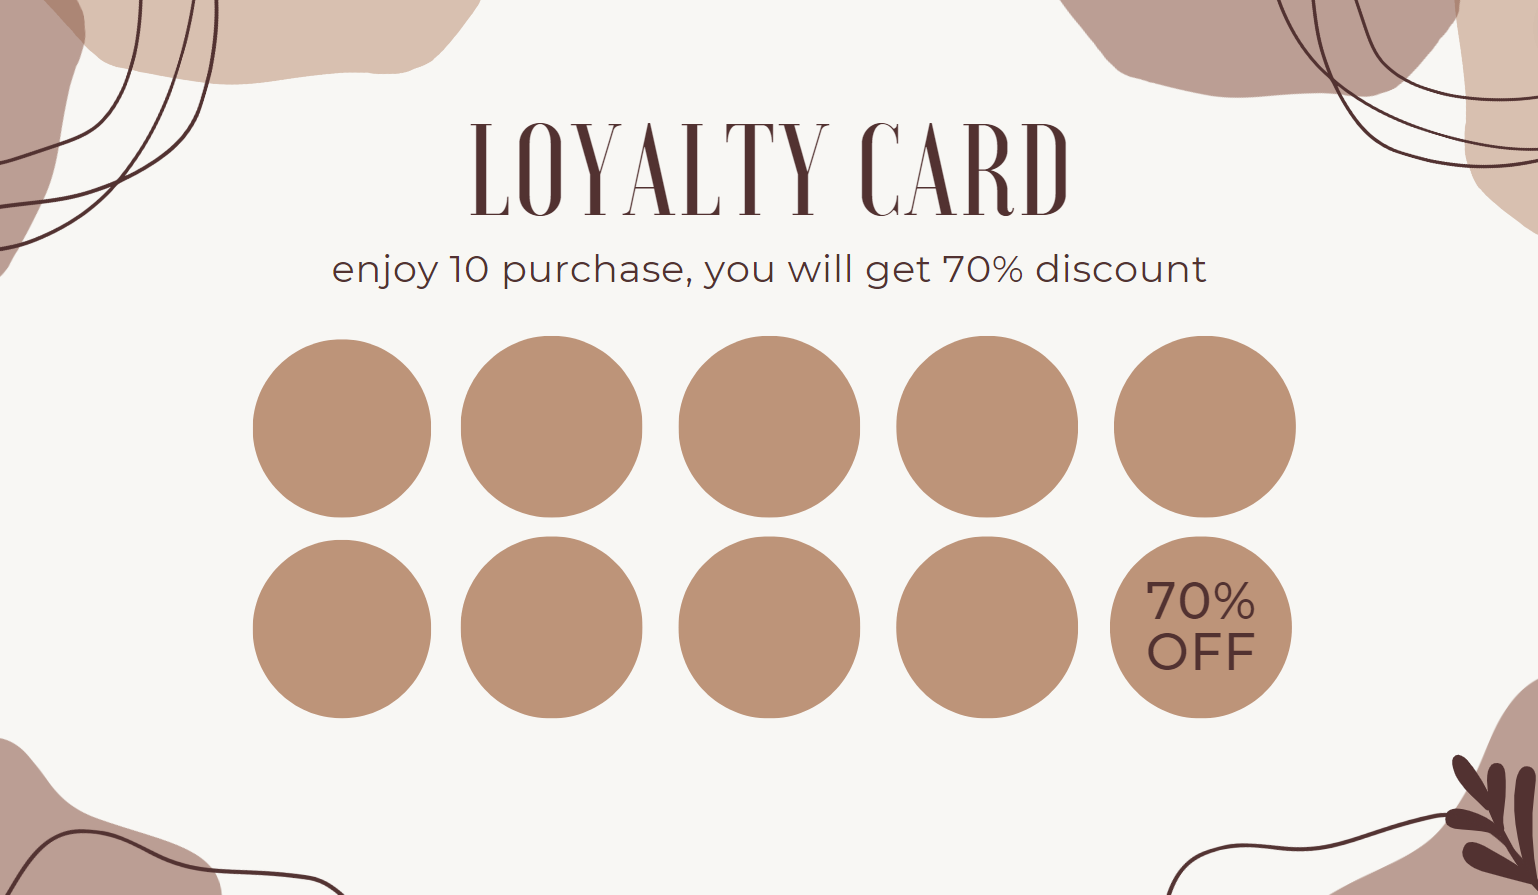 LOYALTY CARD
enjoy 10 purchase, you will get 70% discount
70%
OFF